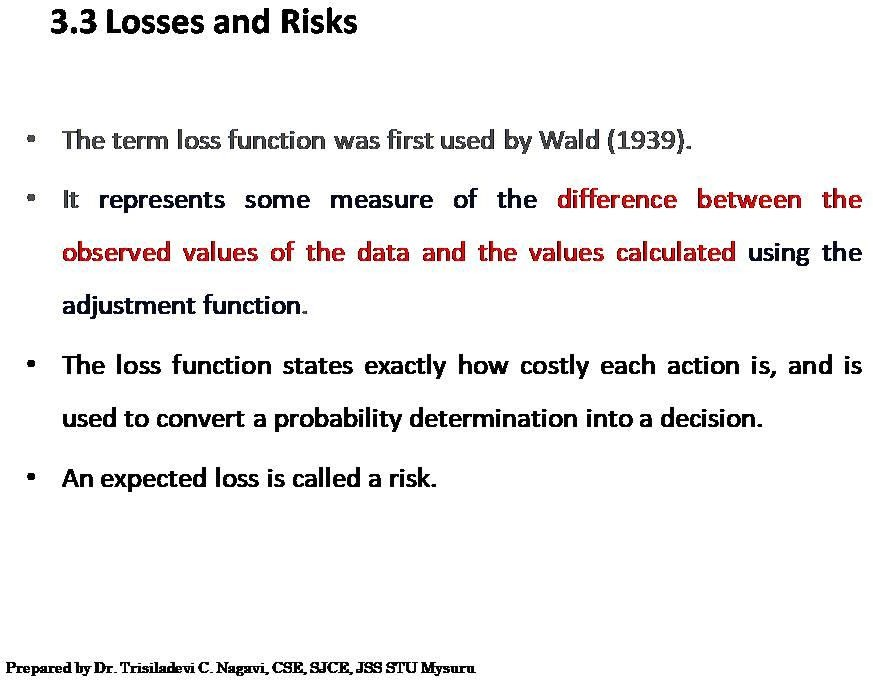 3.3 Losses and Risks
• The term loss function was first used by Wald (1939).
• It represents some measure of the difference between the
observed values of the data and the values calculated using the
adjustment function.
• The loss function states exactly how costly each action is, and is
used to convert a probability determination into a decision.
• An expected loss is called a risk.
Prepared by Dr. Trisiladevi C. Nagavi, CSE, SJCE, JSS STU Mysuru